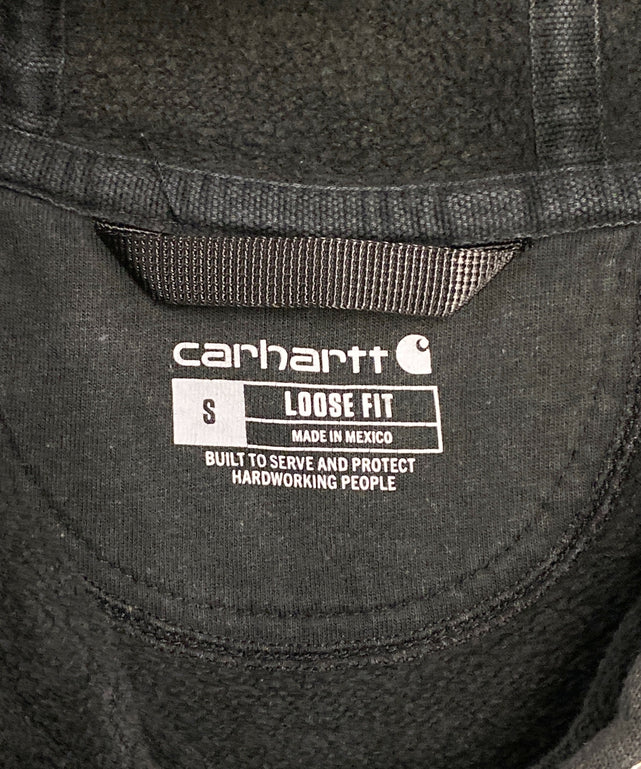 carhartt
S
LOOSE FIT
MADE IN MEXICO
BUILT TO SERVE AND PROTECT
HARDWORKING PEOPLE